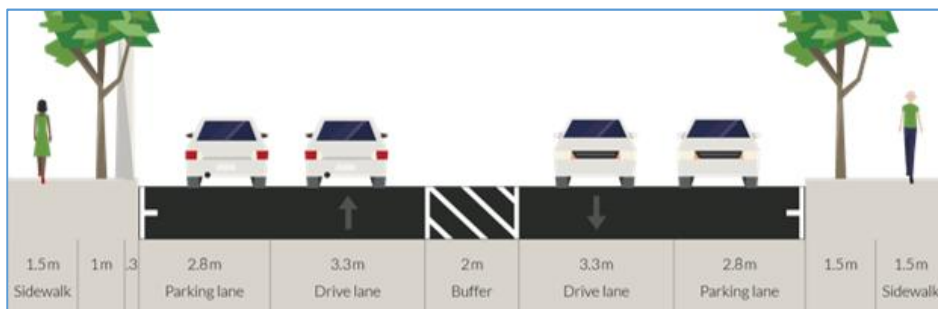 1.5m 1m .3 2.8m 3.3m 2m 3.3m 2.8m 1.5m 1.5m
Sidewalk Parking lane Drive lane Buffer Drive lane Parking lane Sidewalk